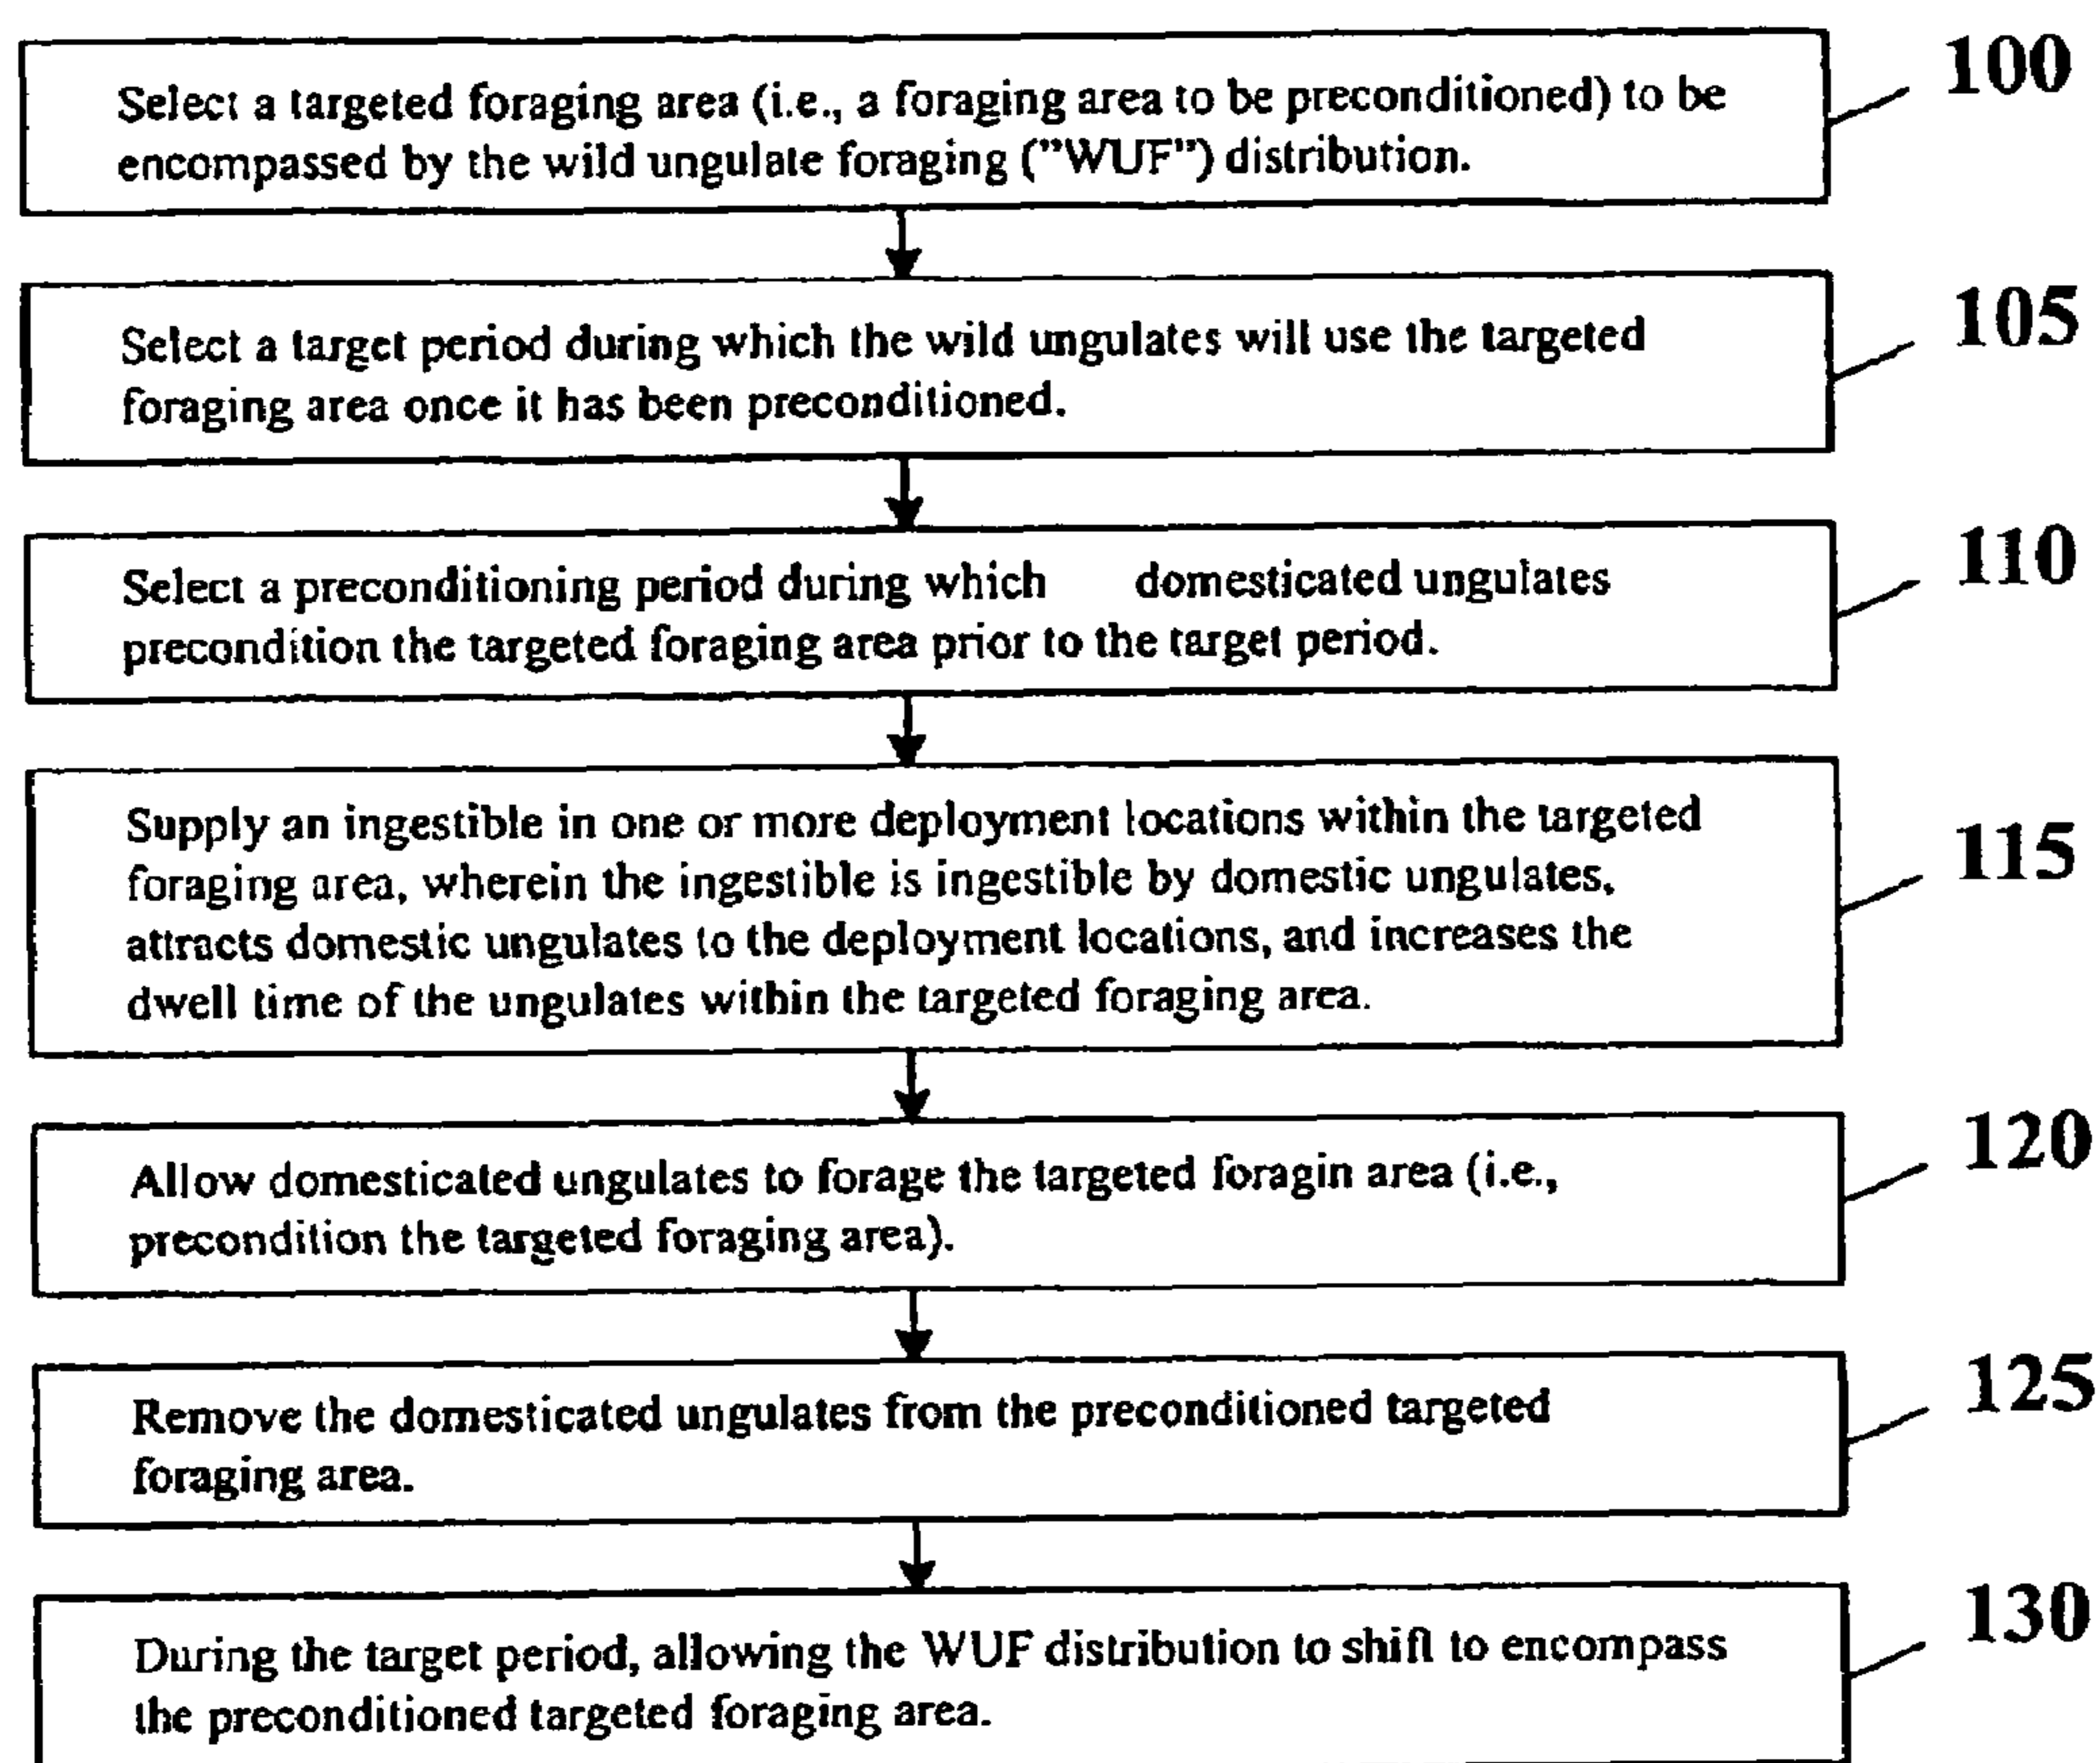 100
Select a targeted foraging area (i.e., a foraging area to be preconditioned) to be
encompassed by the wild ungulate foraging ("WUF") distribution.
105
Select a target period during which the wild ungulates will use the targeted
foraging area once it has been preconditioned.
110
Select a preconditioning period during which domesticated ungulates
precondition the targeted foraging area prior to the target period.
115
Supply an ingestible in one or more deployment locations within the targeted
foraging area, wherein the ingestible is ingestible by domestic ungulates,
attracts domestic ungulates to the deployment locations, and increases the
dwell time of the ungulates within the targeted foraging area.
120
Allow domesticated ungulates to forage the targeted foragin area (i.e.,
precondition the targeted foraging area).
125
Remove the domesticated ungulates from the preconditioned targeted
foraging area.
130
During the target period, allowing the WUF distribution to shift to encompass
the preconditioned targeted foraging area.